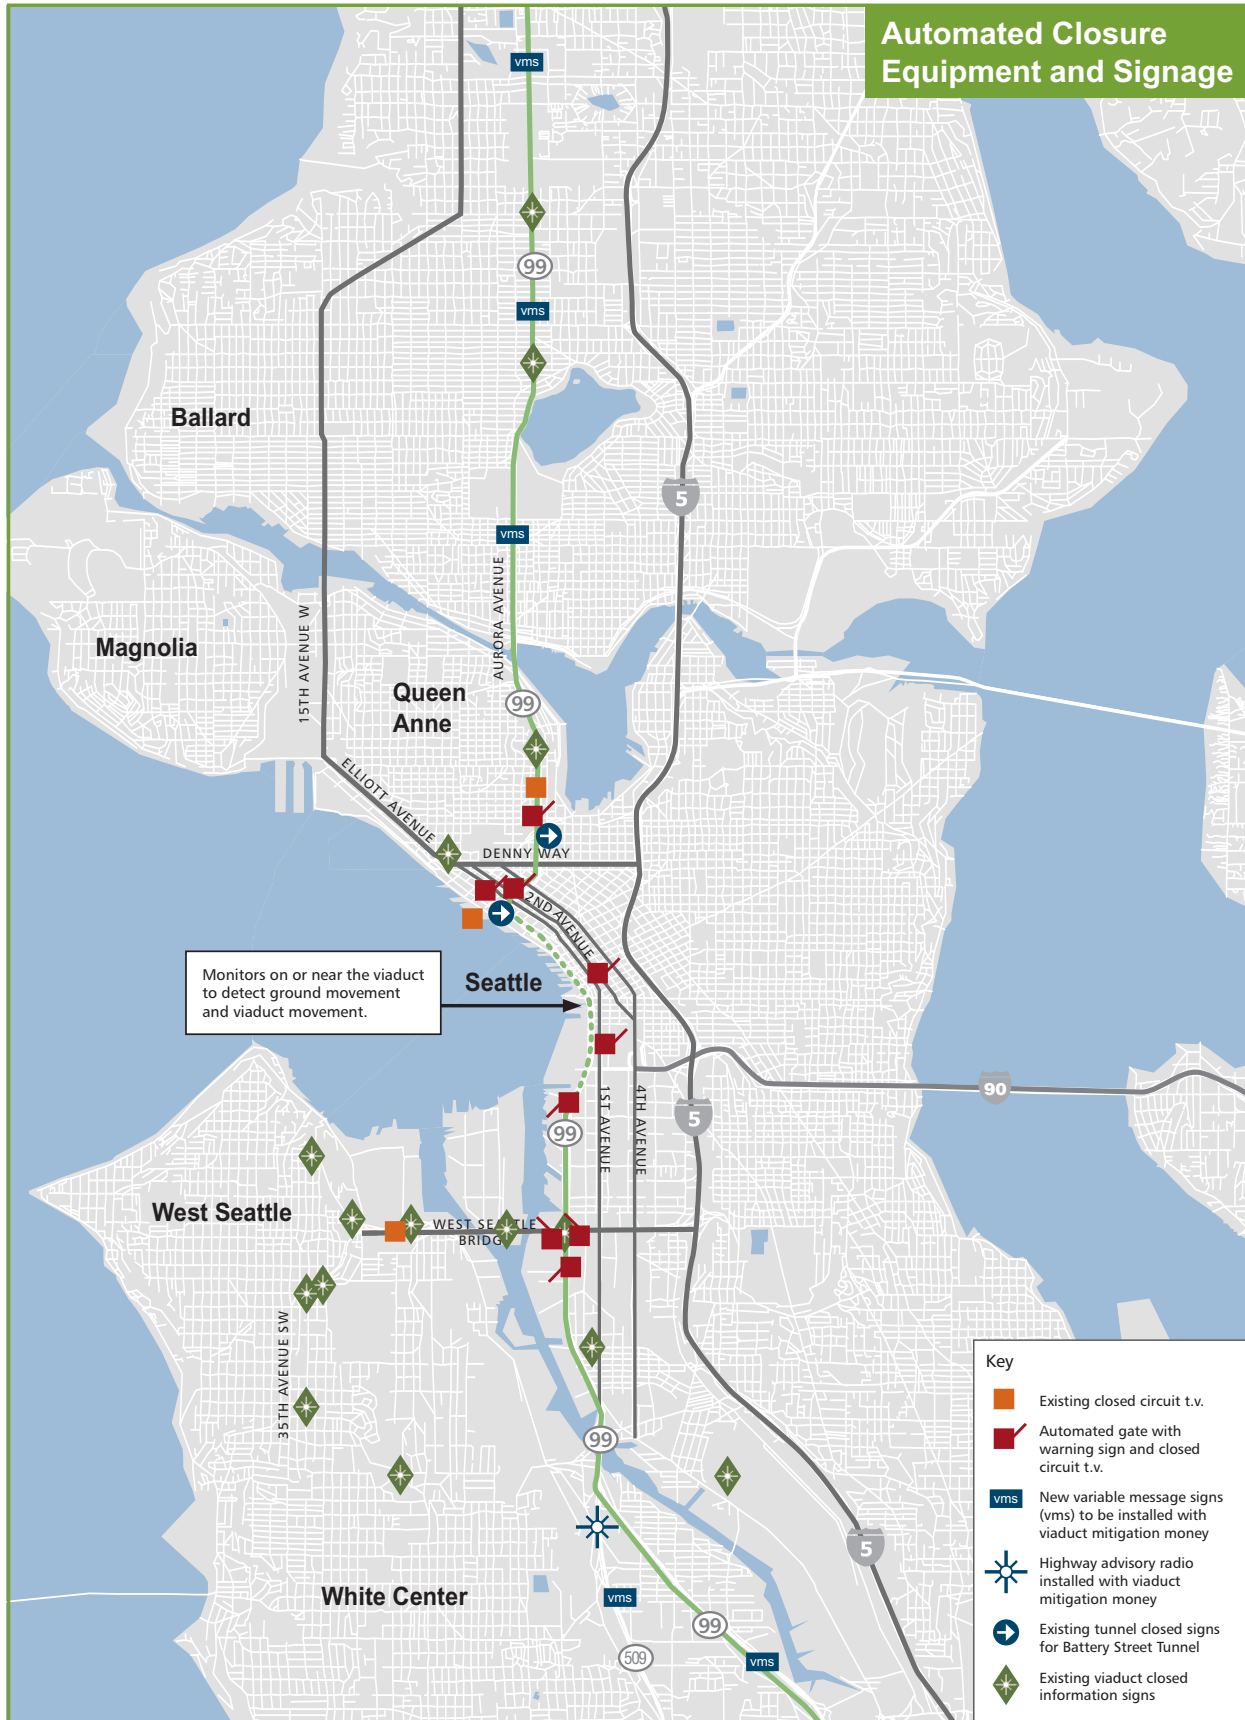 Automated Closure
Equipment and Signage
vms
99
vms
Ballard
5
vms
AURORA AVENUE
15TH AVENUE W
Magnolia
Queen
Anne
99
ELLIOTT AVENUE
DENNY WAY
2ND AVENUE
Monitors on or near the viaduct
to detect ground movement
and viaduct movement.
Seattle
90
5
99
1ST AVENUE
4TH AVENUE
West Seattle
WEST SEATTLE
BRIDGE
35TH AVENUE SW
99
5
White Center
vms
99
509
vms
Key
Existing closed circuit t.v.
Automated gate with
warning sign and closed
circuit t.v.
vms
New variable message signs
(vms) to be installed with
viaduct mitigation money
Highway advisory radio
installed with viaduct
mitigation money
Existing tunnel closed signs
for Battery Street Tunnel
Existing viaduct closed
information signs